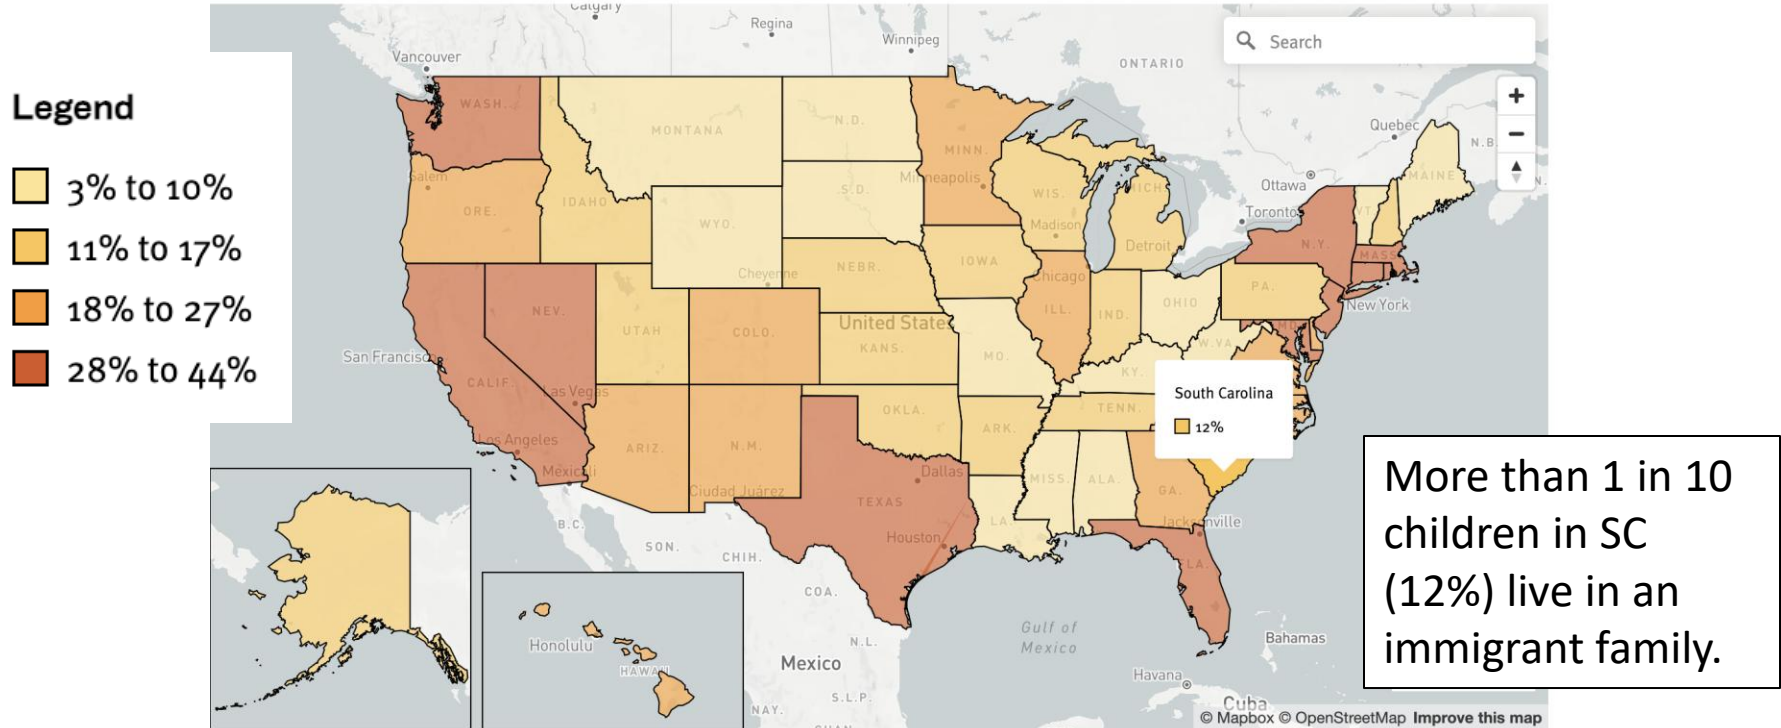 Legend
3% to 10%
11% to 17%
18% to 27%
28% to 44%
Calgary
Regina
Winnipeg
Vancouver
ONTARIO
Search
+
−
Quebec
N.B.
Ottawa
Toronto
WASH.
MONTANA
N.D.
MINN.
Minneapolis
Salem
ORE.
IDAHO
WYO.
S.D.
WIS.
Madison
MICH.
Detroit
MAINE
VT.
N.Y.
MASS.
Cheyenne
NEBR.
IOWA
Chicago
ILL.
IND.
OHIO
PA.
New York
San Francisco
NEV.
UTAH
COLO.
United States
KANS.
MO.
KY.
W.VA.
MD.
CALIF.
Las Vegas
Los Angeles
Mexicali
ARIZ.
N.M.
OKLA.
ARK.
TENN.
South Carolina
12%
Ciudad Juárez
Dallas
TEXAS
MISS.
ALA.
GA.
LA.
Jacksonville
Houston
FLA.
B.C.
SON.
CHIH.
COA.
N.L.
Gulf of
Mexico
Bahamas
Honolulu
HAWAII
Mexico
Havana
Cuba
S.L.P.
NAY.
More than 1 in 10
children in SC
(12%) live in an
immigrant family.
© Mapbox © OpenStreetMap Improve this map